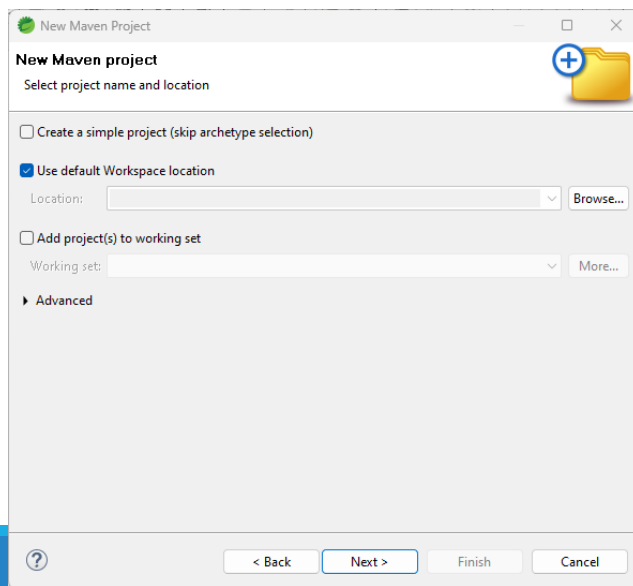 New Maven Project
New Maven project
Select project name and location
Create a simple project (skip archetype selection)
Use default Workspace location
Location:
Browse...
Add project(s) to working set
Working set:
More...
Advanced
?
< Back
Next >
Finish
Cancel